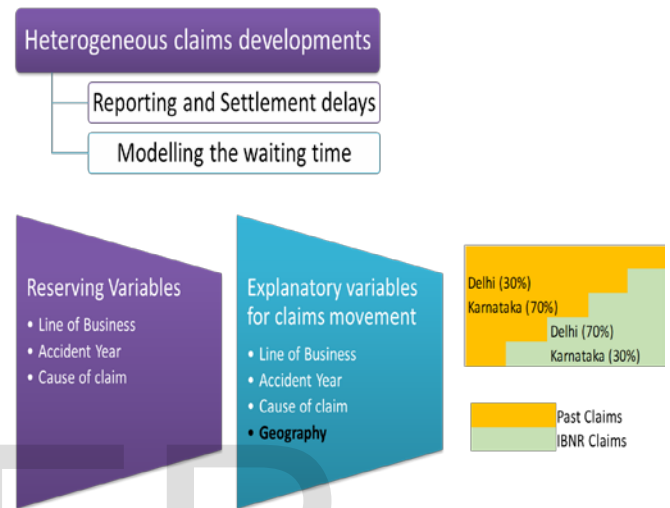 Heterogeneous claims developments
Reporting and Settlement delays
Modelling the waiting time
Reserving Variables
• Line of Business
• Accident Year
• Cause of claim
Explanatory variables
for claims movement
• Line of Business
• Accident Year
• Cause of claim
• Geography
Delhi (30%)
Karnataka (70%)
Delhi (70%)
Karnataka (30%)
Past Claims
IBNR Claims